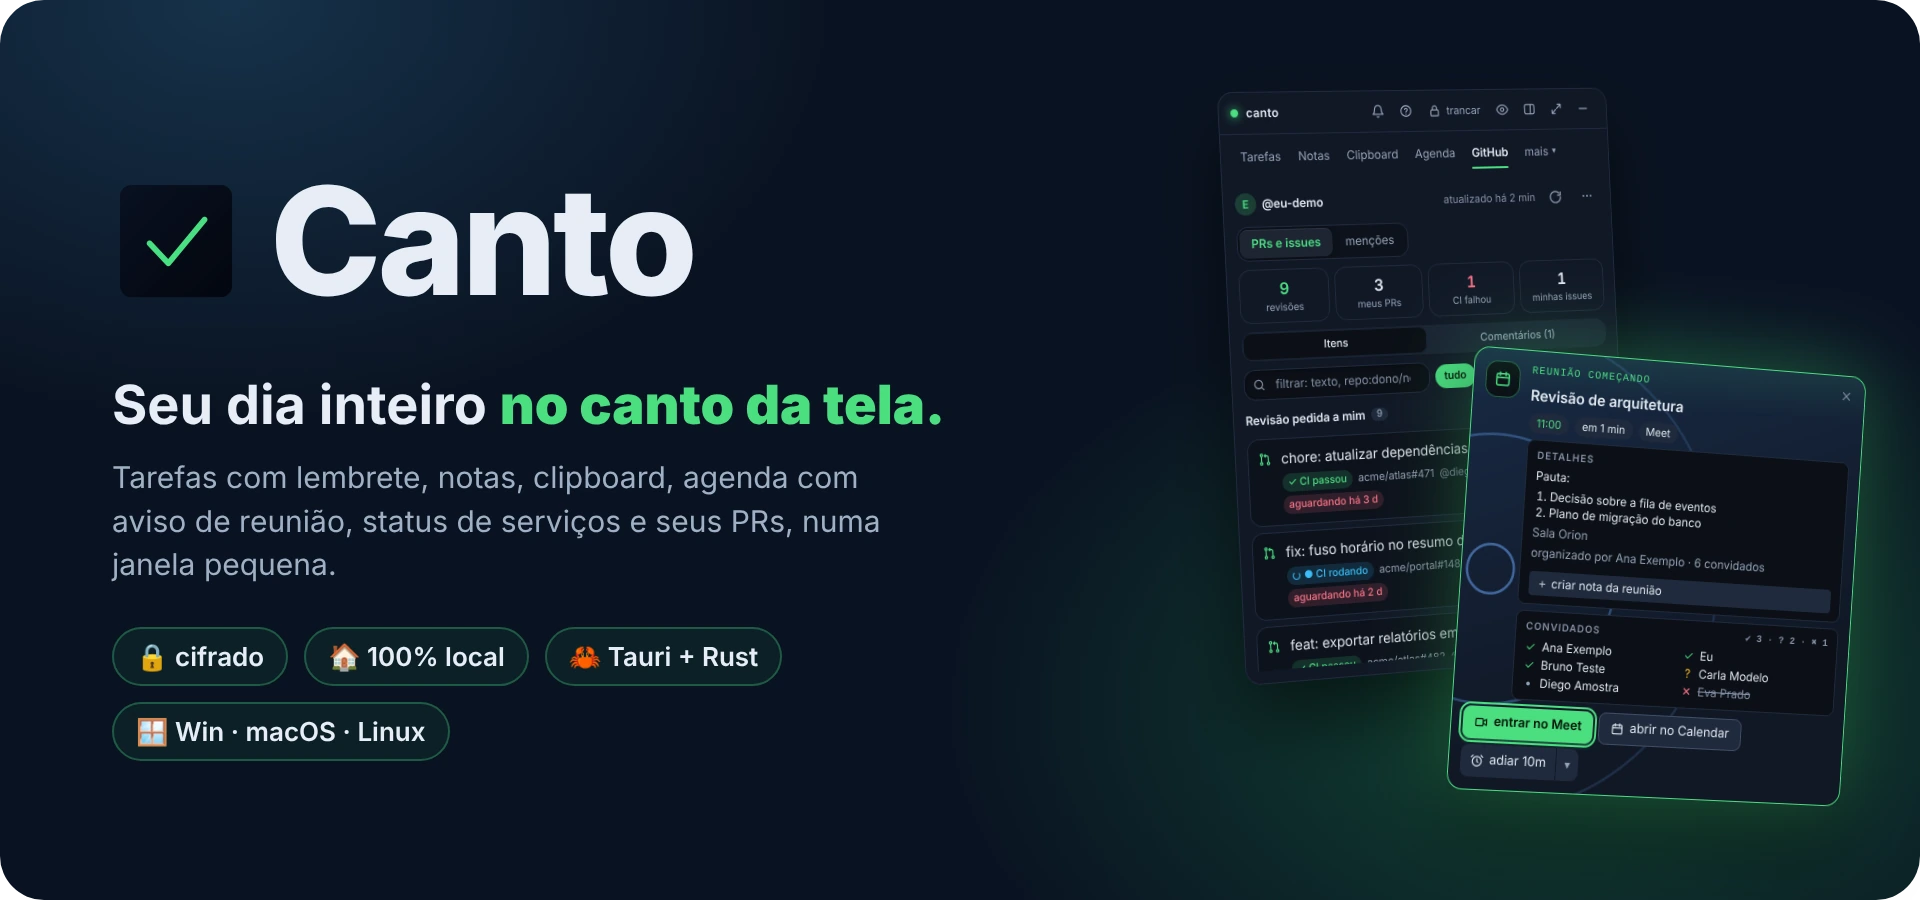 Canto
Seu dia inteiro no canto da tela.
Tarefas com lembrete, notas, clipboard, agenda com
aviso de reunião, status de serviços e seus PRs, numa
janela pequena.
cifrado
100% local
Tauri + Rust
Win · macOS · Linux
canto
trancar
Tarefas Notas Clipboard Agenda GitHub mais
E @eu-demo
atualizado há 2 min
PRs e issues menções
9 revisões
3 meus PRs
1 CI falhou
1 minhas issues
Itens
Comentários (1)
filtrar: texto, repo:dono/n
tudo
Revisão pedida a mim 9
chore: atualizar dependências
CI passou acme/atlas#471
aguardando há 3 d
fix: fuso horário no resumo
CI rodando acme/portal#148
aguardando há 2 d
feat: exportar relatórios em
CI passou
REUNIÃO COMEÇANDO
Revisão de arquitetura
11:00 em 1 min Meet
DETALHES
Pauta:
1. Decisão sobre a fila de eventos
2. Plano de migração do banco
Sala Orion
organizado por Ana Exemplo · 6 convidados
+ criar nota da reunião
CONVIDADOS
✓ 3 · ? 2 · × 1
✓ Ana Exemplo
✓ Bruno Teste
• Diego Amostra
✓ Eu
? Carla Modelo
× Eva Prado
entrar no Meet
abrir no Calendar
adiar 10m